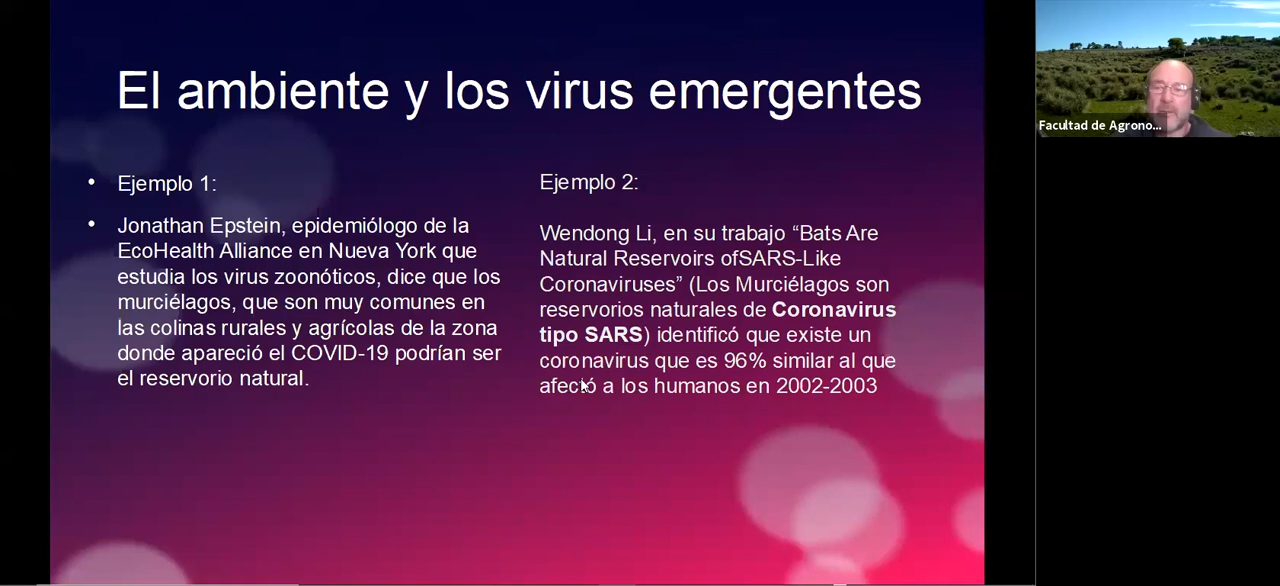 El ambiente y los virus emergentes
• Ejemplo 1:
• Jonathan Epstein, epidemiólogo de la
EcoHealth Alliance en Nueva York que
estudia los virus zoonóticos, dice que los
murciélagos, que son muy comunes en
las colinas rurales y agrícolas de la zona
donde apareció el COVID-19 podrían ser
el reservorio natural.
Ejemplo 2:
Wendong Li, en su trabajo “Bats Are
Natural Reservoirs ofSARS-Like
Coronaviruses” (Los Murciélagos son
reservorios naturales de Coronavirus
tipo SARS) identificó que existe un
coronavirus que es 96% similar al que
afectó a los humanos en 2002-2003
Facultad de Agrono...